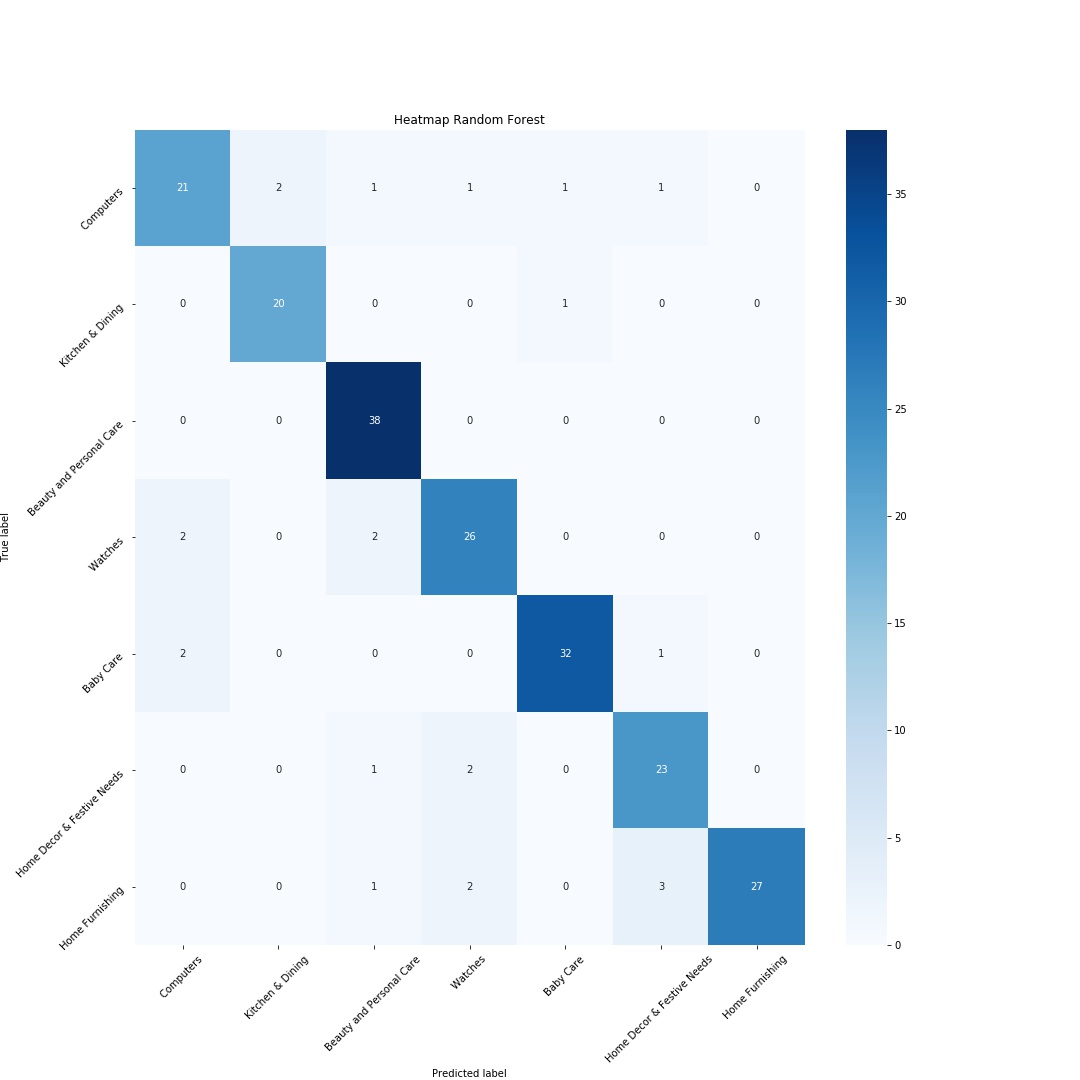 Heatmap Random Forest
Computers 21 2 1 1 1 1 0
Kitchen & Dining 0 20 0 0 1 0 0
Beauty and Personal Care 0 0 38 0 0 0 0
Watches 2 0 2 26 0 0 0
Baby Care 2 0 0 0 32 1 0
Home Decor & Festive Needs 0 0 1 2 0 23 0
Home Furnishing 0 0 1 2 0 3 27
True label
Computers Kitchen & Dining Beauty and Personal Care Watches Baby Care Home Decor & Festive Needs Home Furnishing
Predicted label
35
30
25
20
15
10
5
0